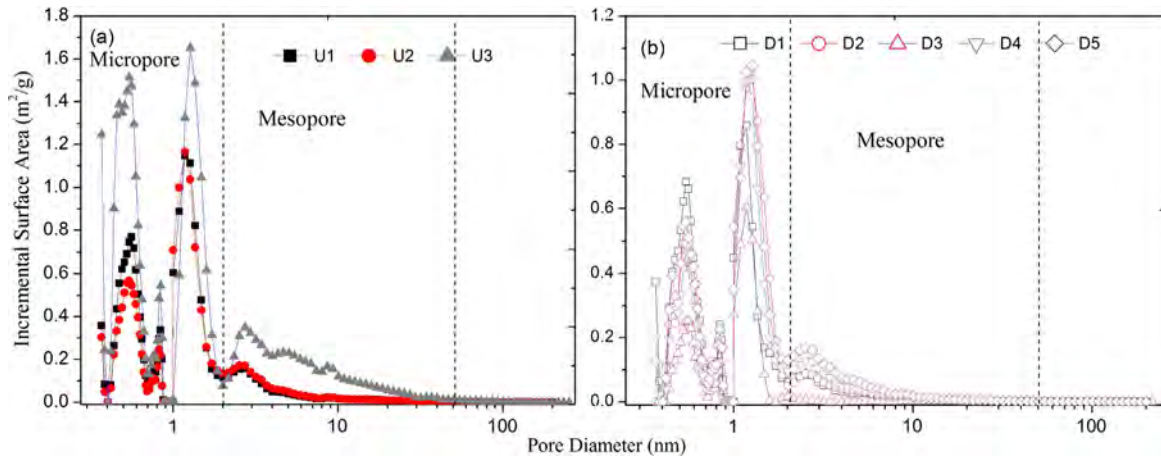 (a)
Micropore
U1 U2 U3
Mesopore
Incremental Surface Area (m²/g)
1.8
1.6
1.4
1.2
1.0
0.8
0.6
0.4
0.2
0.0
1 10 100
(b)
D1 D2 D3 D4 D5
Micropore
Mesopore
1.2
1.0
0.8
0.6
0.4
0.2
0.0
1 10 100
Pore Diameter (nm)